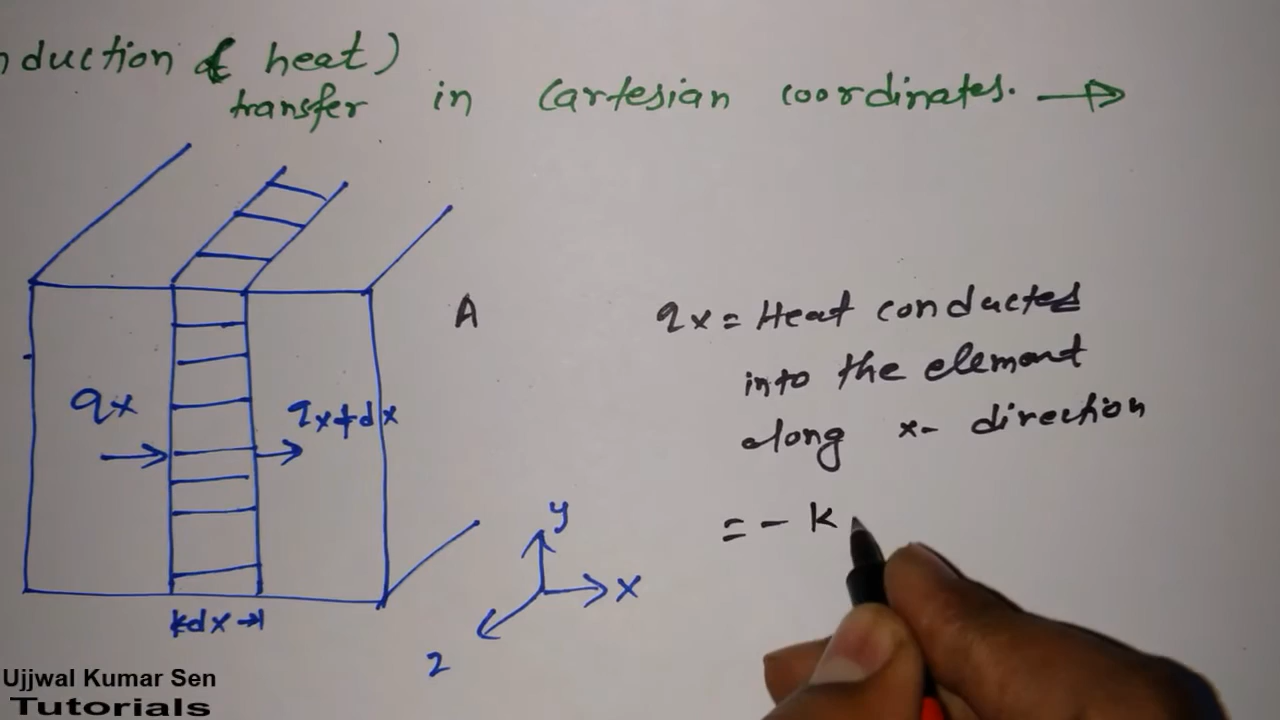 nduction of heat)
transfer in Cartesian coordinates. →
A
qx = Heat conducted
into the element
along x- direction
qx
qx+dx
= - K
y
x
z
dx
Ujjwal Kumar Sen
Tutorials